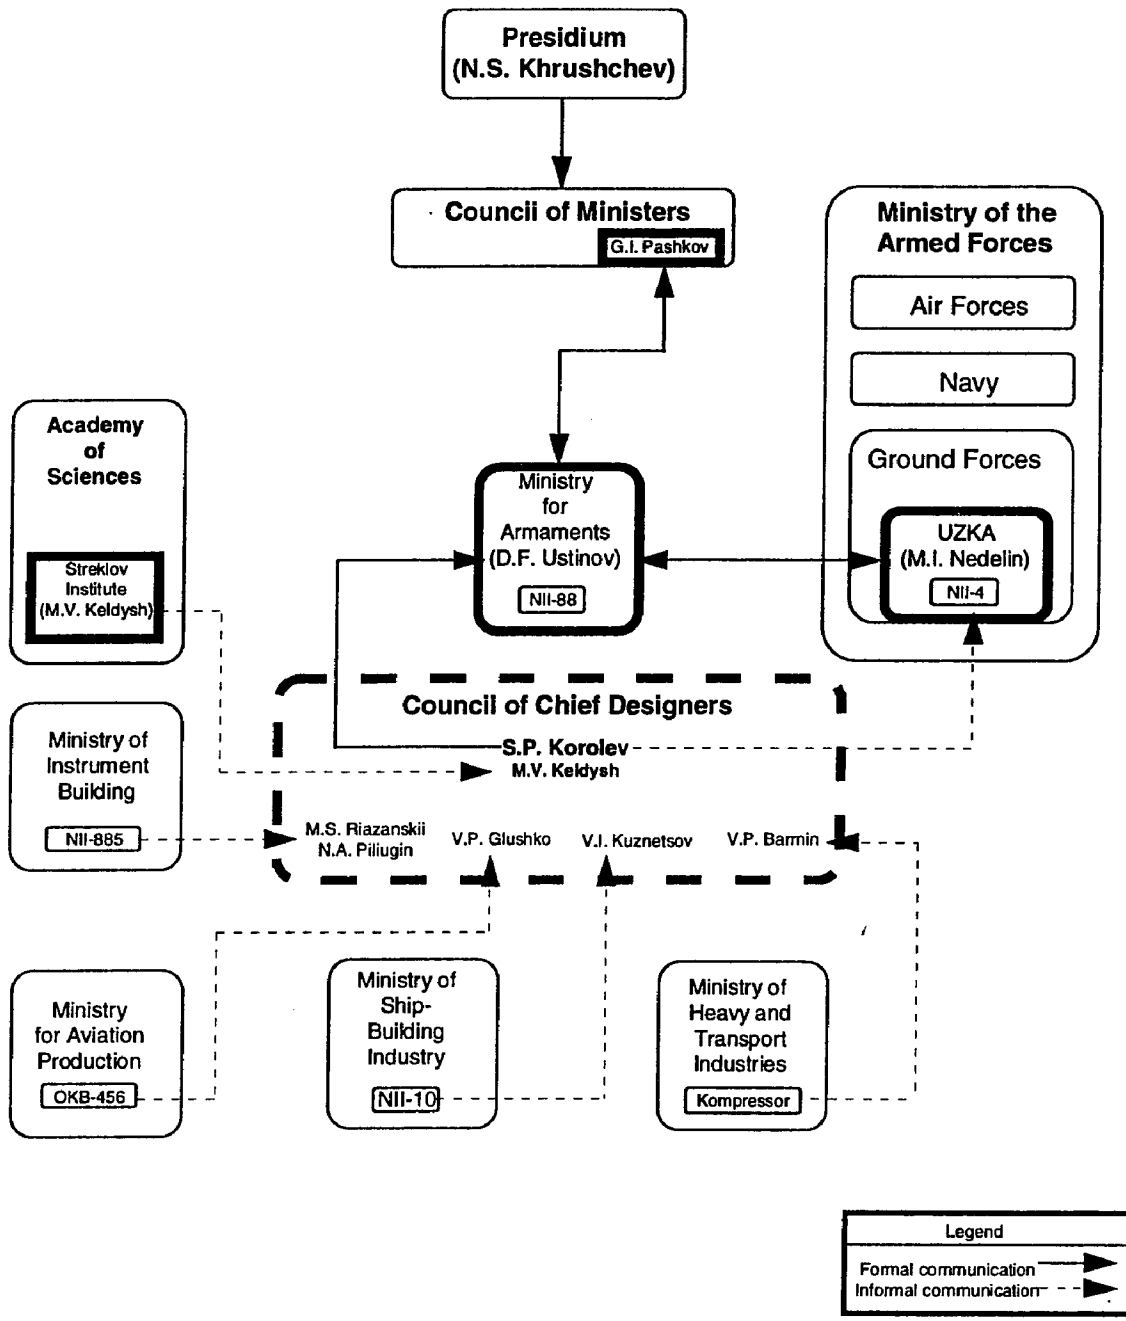 Presidium
(N.S. Khrushchev)
Council of Ministers
G.I. Pashkov
Ministry of the
Armed Forces
Air Forces
Navy
Ground Forces
UZKA
(M.I. Nedelin)
NII-4
Academy
of
Sciences
Streklov
Institute
(M.V. Keldysh)
Ministry
for
Armaments
(D.F. Ustinov)
NII-88
Council of Chief Designers
S.P. Korolev
M.V. Keldysh
M.S. Riazanskii
N.A. Piliugin
V.P. Glushko
V.I. Kuznetsov
V.P. Barmin
Ministry of
Instrument
Building
NII-885
Ministry
for Aviation
Production
OKB-456
Ministry of
Ship-
Building
Industry
NII-10
Ministry of
Heavy and
Transport
Industries
Kompressor
Legend
Formal communication
Informal communication